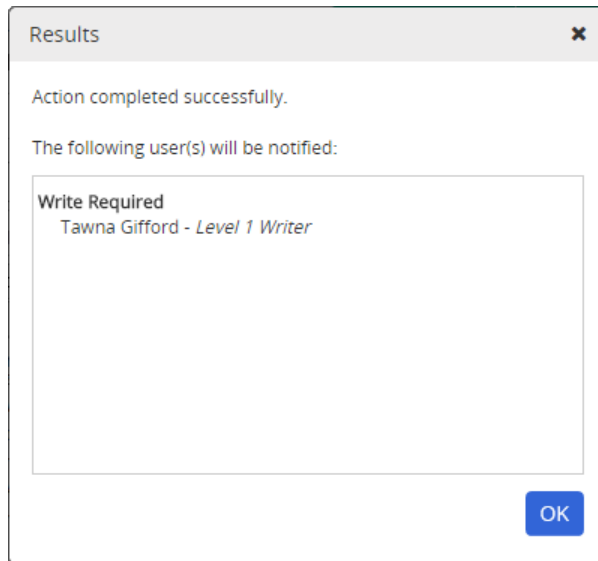 Results
Action completed successfully.
The following user(s) will be notified:
Write Required
Tawna Gifford - Level 1 Writer
OK